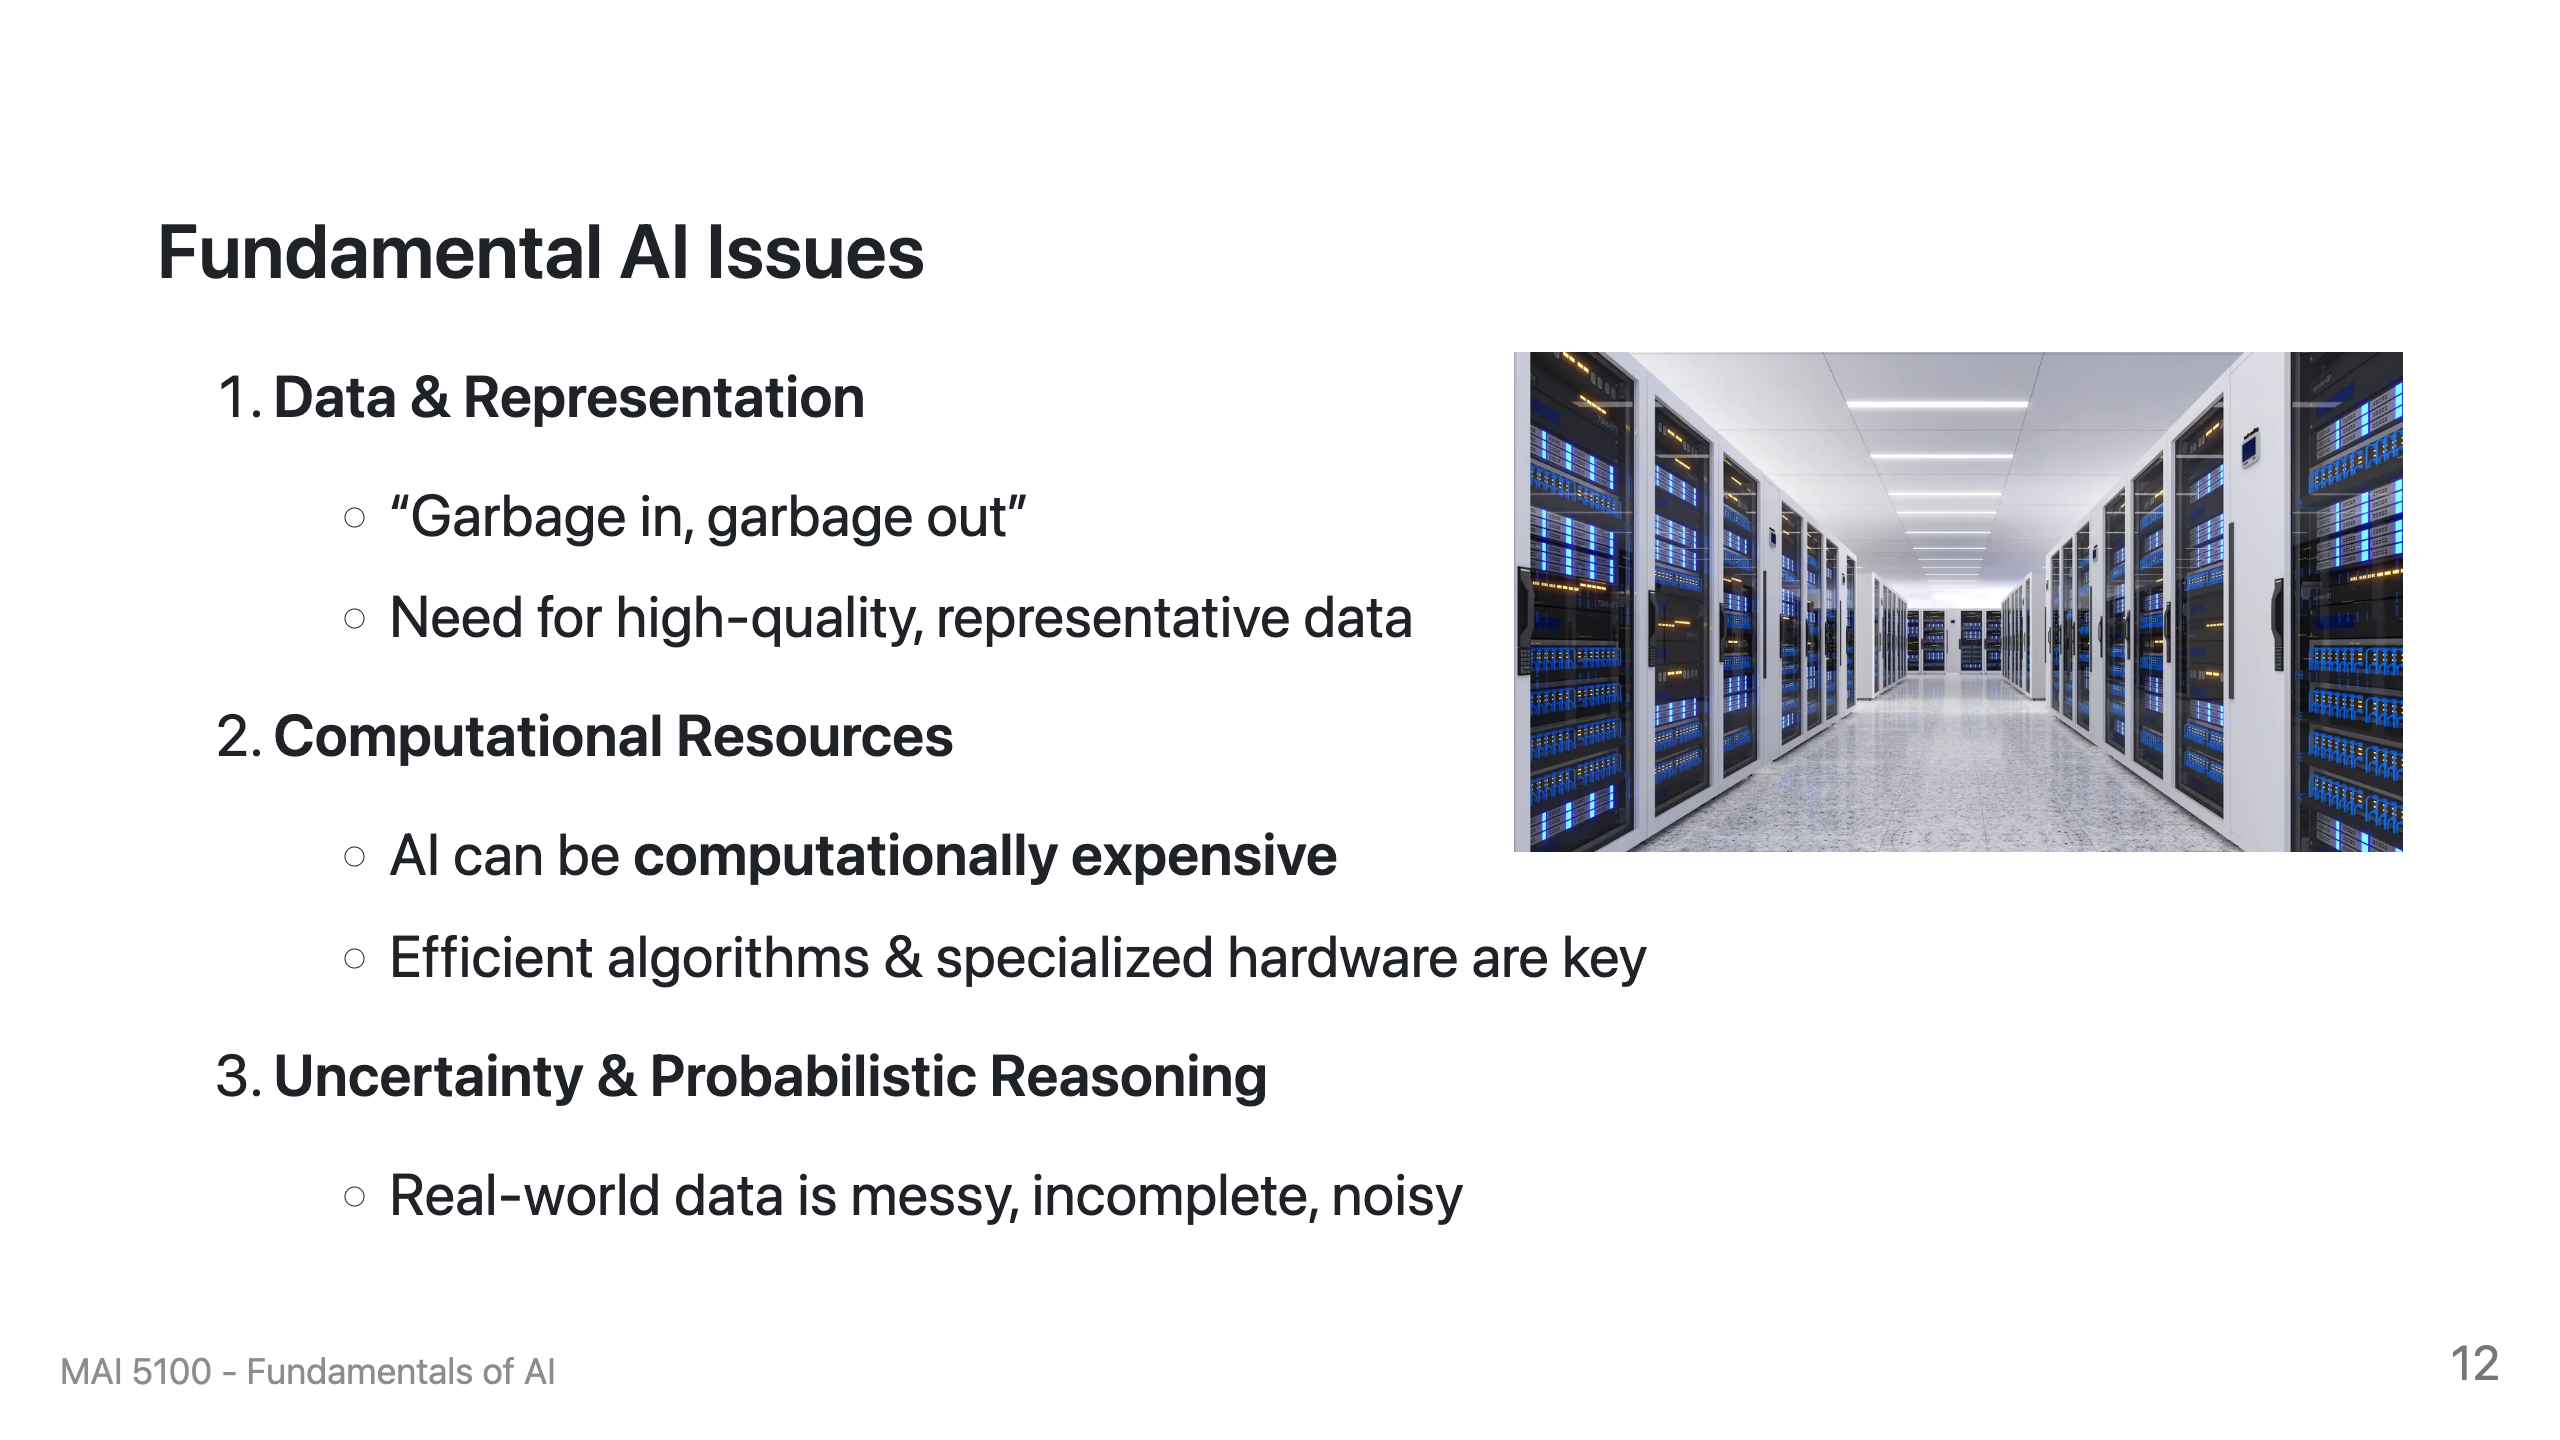 Fundamental AI Issues
1. Data & Representation
○ “Garbage in, garbage out”
○ Need for high-quality, representative data
2. Computational Resources
○ AI can be computationally expensive
○ Efficient algorithms & specialized hardware are key
3. Uncertainty & Probabilistic Reasoning
○ Real-world data is messy, incomplete, noisy
MAI 5100 - Fundamentals of AI
12